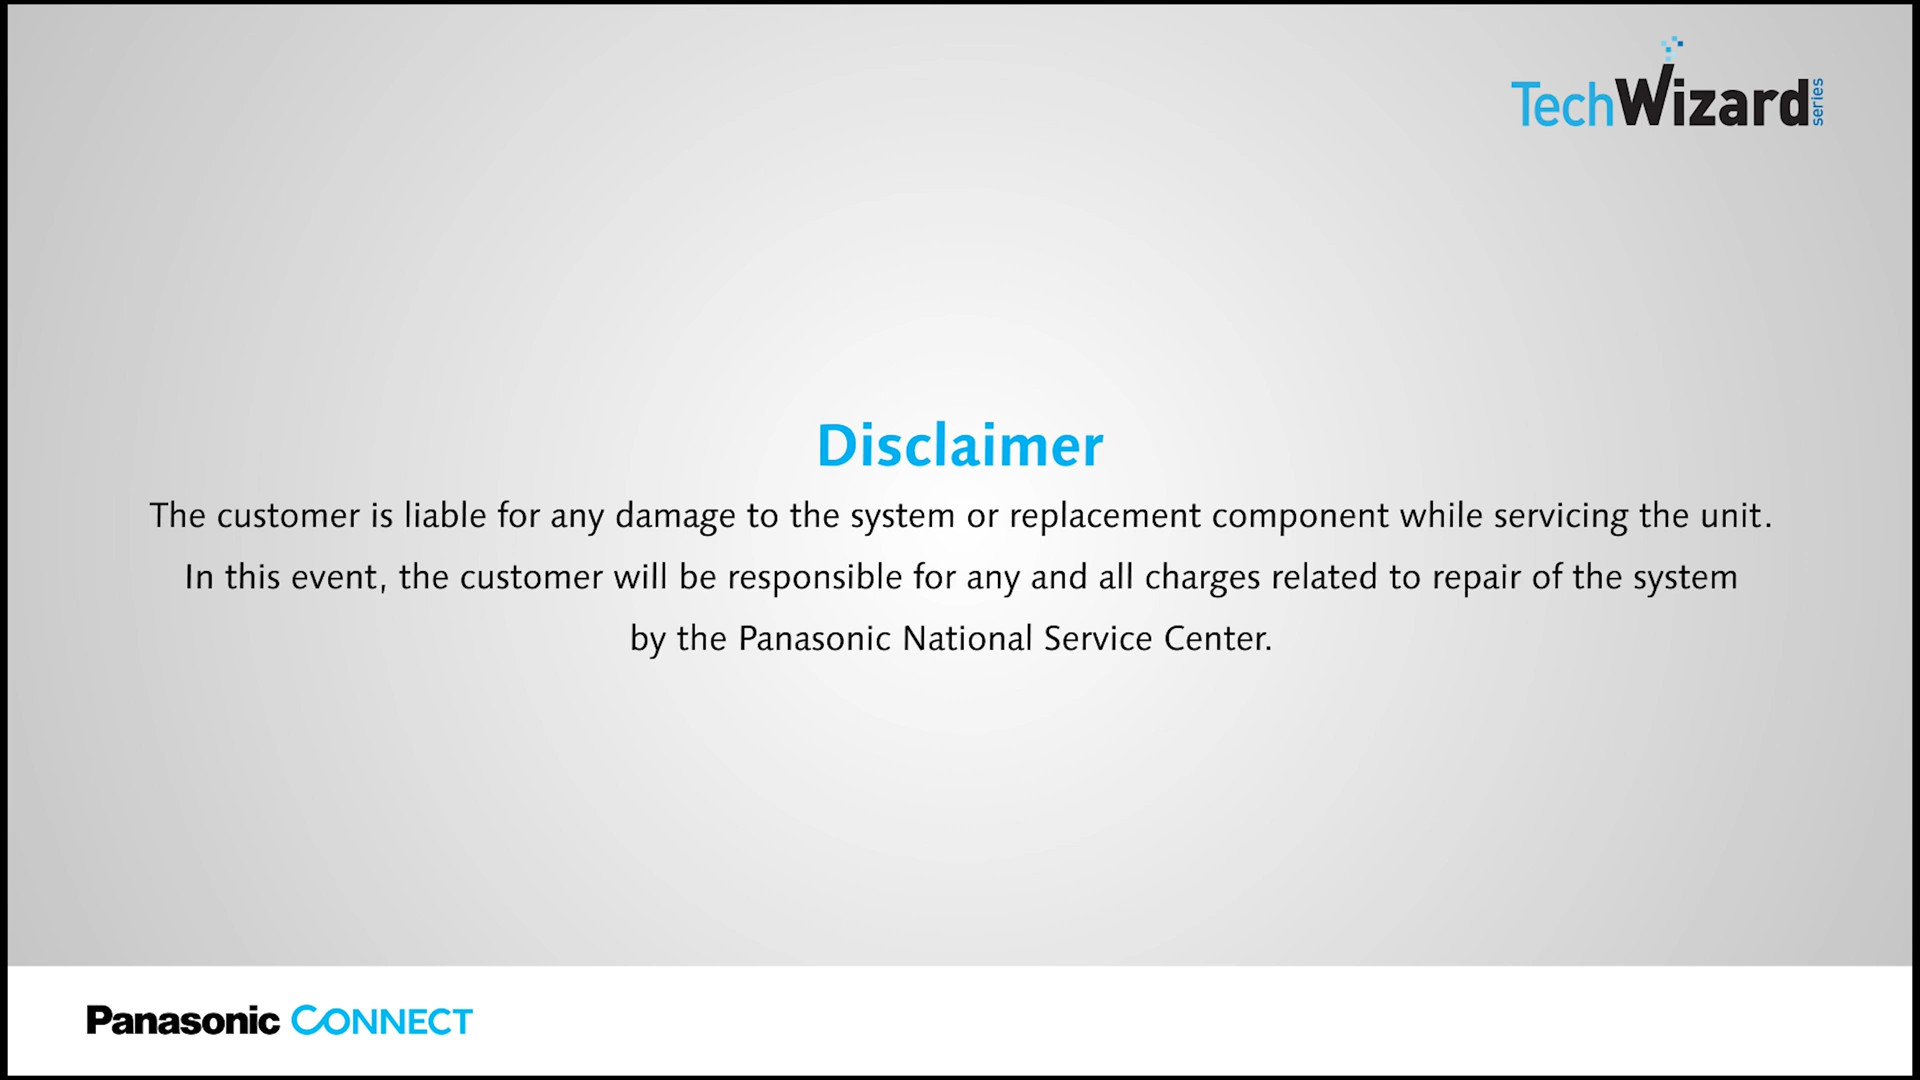 TechWizard series
Disclaimer
The customer is liable for any damage to the system or replacement component while servicing the unit.
In this event, the customer will be responsible for any and all charges related to repair of the system
by the Panasonic National Service Center.
Panasonic CONNECT